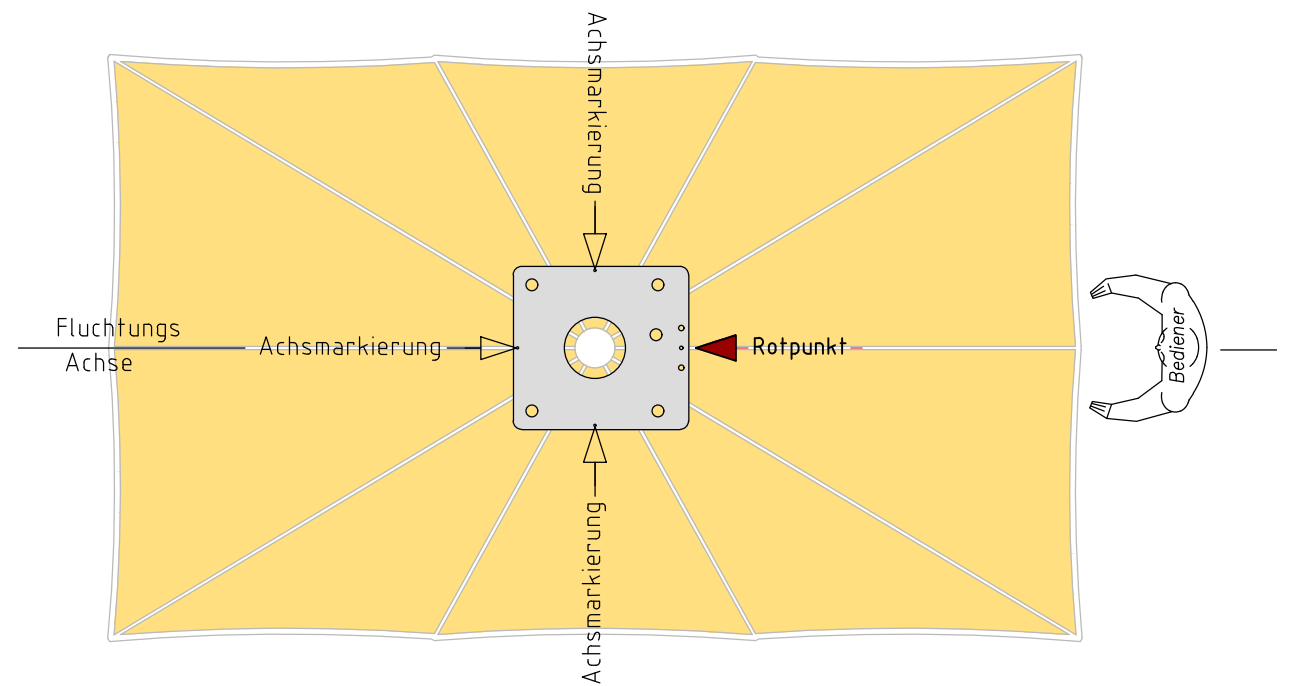 Achsmarkierung
Fluchtungs
Achse
Achsmarkierung
Rotpunkt
Bediener
Achsmarkierung